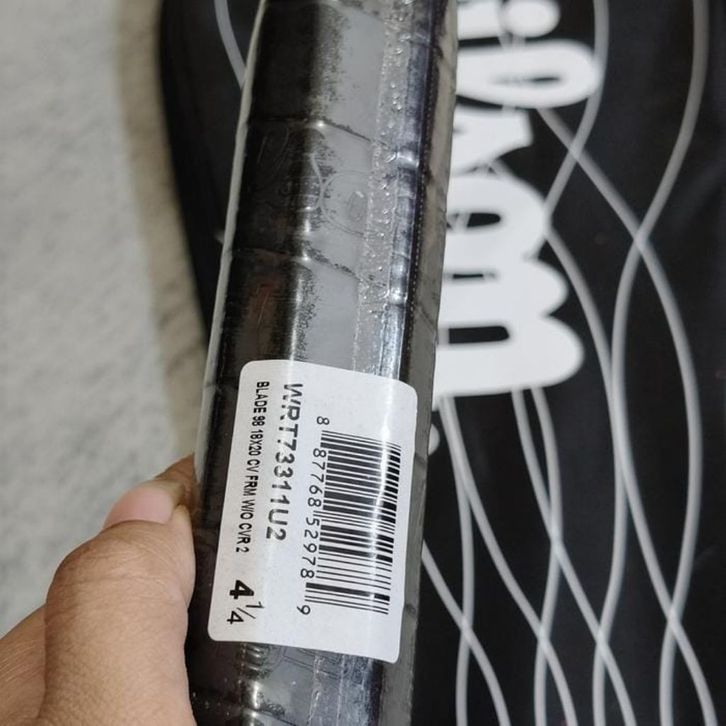 WRT73311U2
BLADE 98 18X20 CV FRM W/O CVR 2
4 1/4
8 87768 52978 9
Wilson